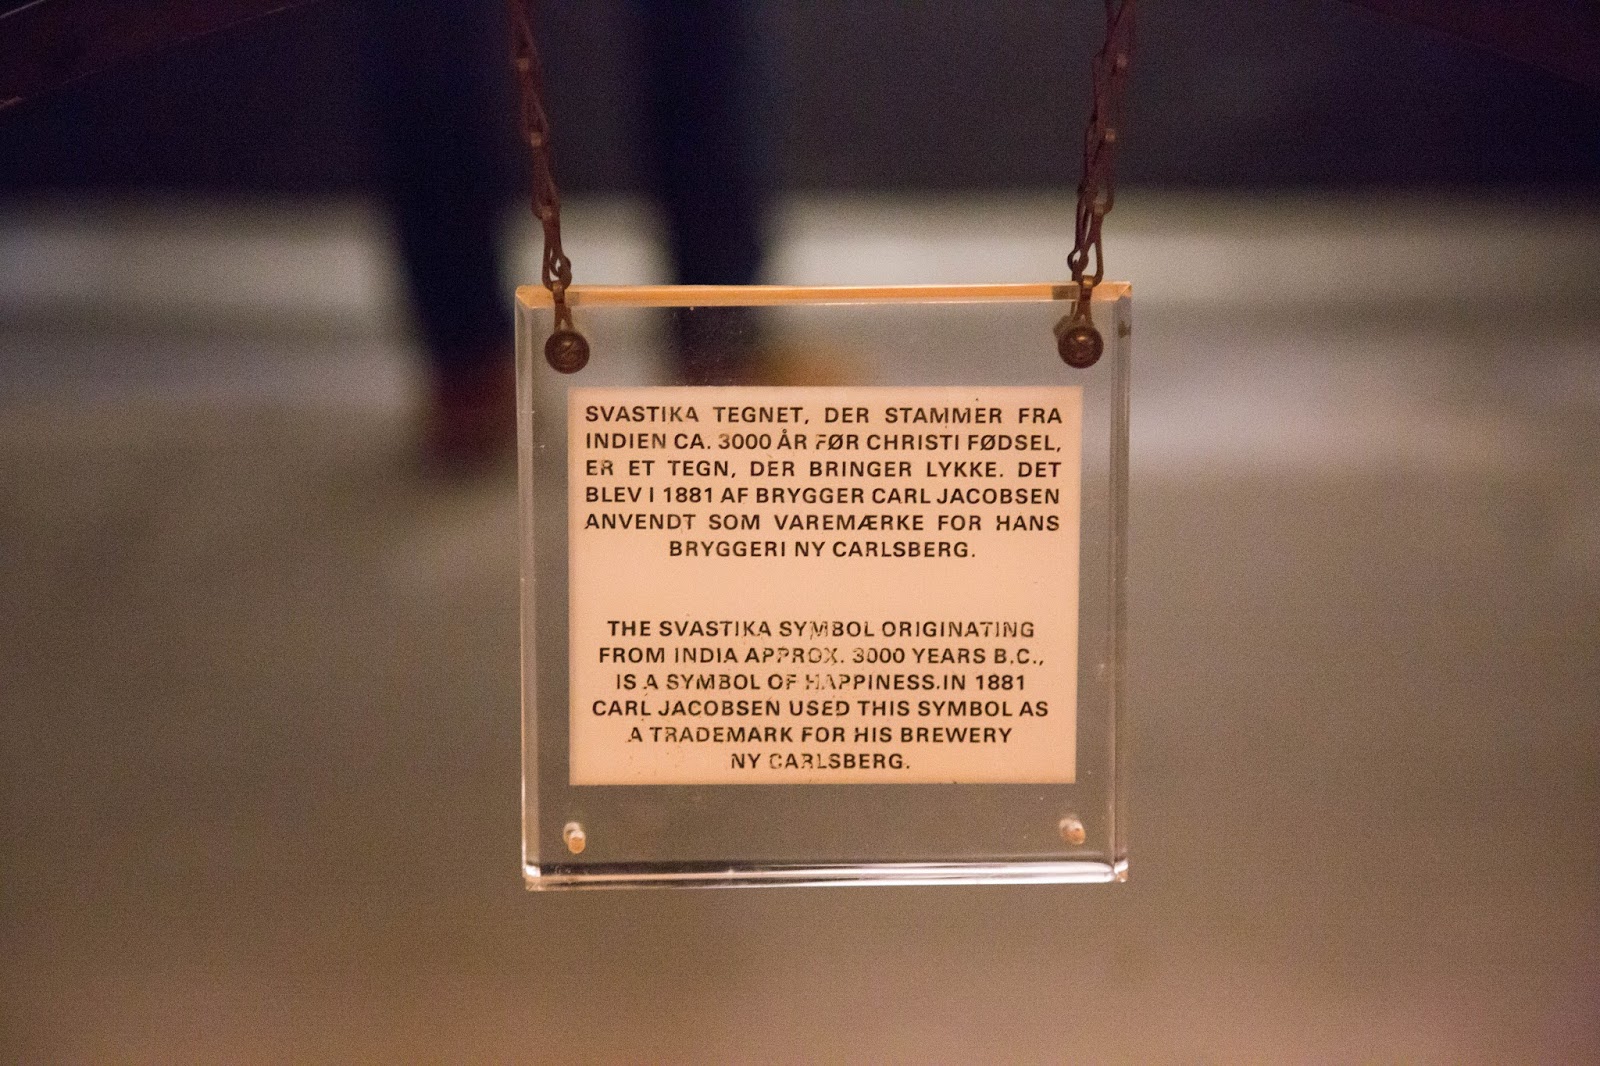 SVASTIKA TEGNET, DER STAMMER FRA
INDIEN CA. 3000 ÅR FØR CHRISTI FØDSEL,
ER ET TEGN, DER BRINGER LYKKE. DET
BLEV I 1881 AF BRYGGER CARL JACOBSEN
ANVENDT SOM VAREMÆRKE FOR HANS
BRYGGERI NY CARLSBERG.
THE SVASTIKA SYMBOL ORIGINATING
FROM INDIA APPROX. 3000 YEARS B.C.,
IS A SYMBOL OF HAPPINESS.IN 1881
CARL JACOBSEN USED THIS SYMBOL AS
A TRADEMARK FOR HIS BREWERY
NY CARLSBERG.